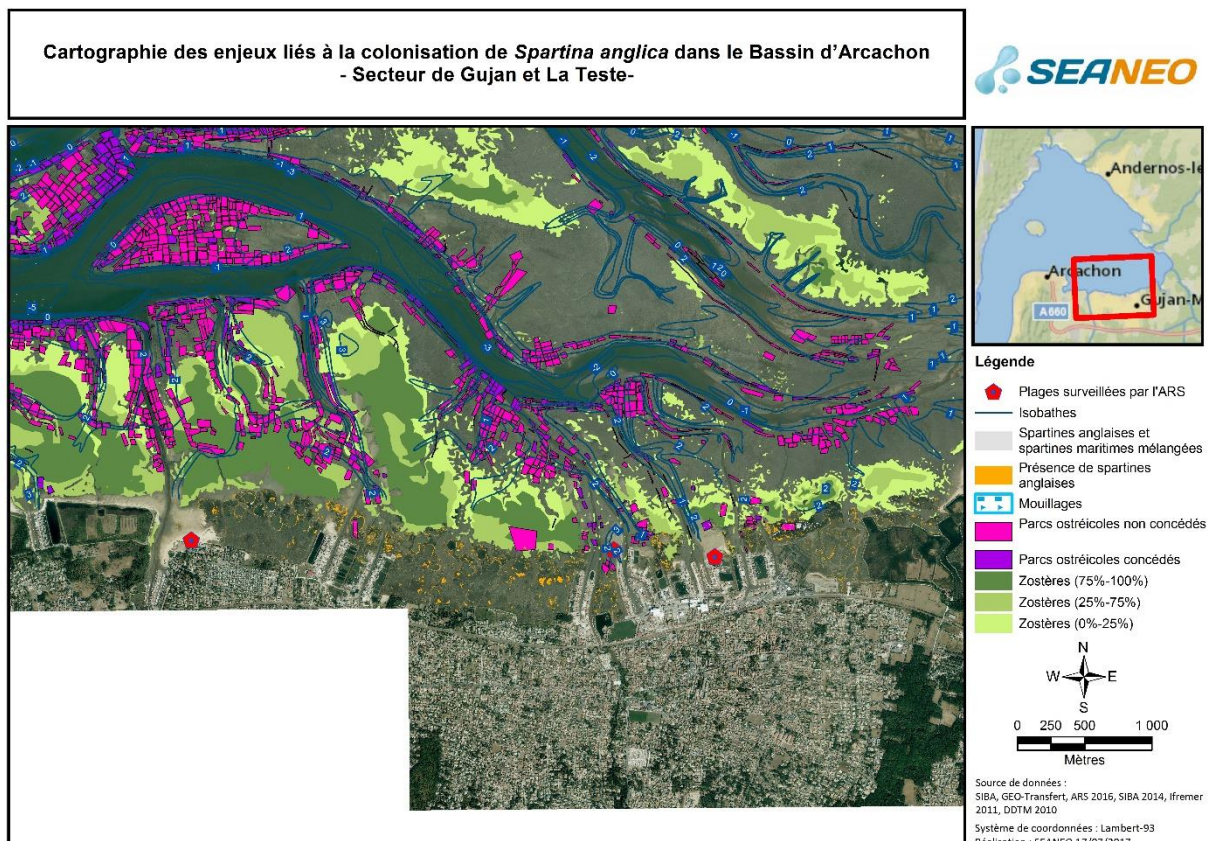 Cartographie des enjeux liés à la colonisation de Spartina anglica dans le Bassin d'Arcachon
- Secteur de Gujan et La Teste-
SEANEO
Andernos-le
Arcachon
A660
Gujan-M
Légende
Plages surveillées par l'ARS
Isobathes
Spartines anglaises et
spartines maritimes mélangées
Présence de spartines
anglaises
Mouillages
Parcs ostréicoles non concédés
Parcs ostréicoles concédés
Zostères (75%-100%)
Zostères (25%-75%)
Zostères (0%-25%)
N
W E
S
0 250 500 1 000
Mètres
Source de données :
SIBA, GEO-Transfert, ARS 2016, SIBA 2014, Ifremer
2011, DDTM 2010
Système de coordonnées : Lambert-93